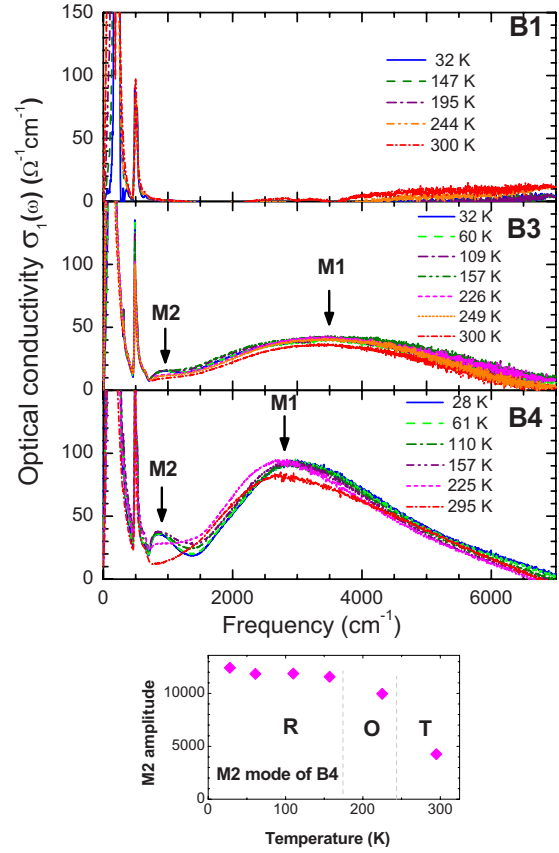 150
100
50
0
B1
32 K
147 K
195 K
244 K
300 K
100
50
0
B3
32 K
60 K
109 K
157 K
226 K
249 K
300 K
M1
M2
100
50
0
B4
28 K
61 K
110 K
157 K
225 K
295 K
M1
M2
Optical conductivity σ₁(ω) (Ω⁻¹cm⁻¹)
0 2000 4000 6000
Frequency (cm⁻¹)
10000
5000
0
M2 amplitude
R O T
M2 mode of B4
0 100 200 300
Temperature (K)